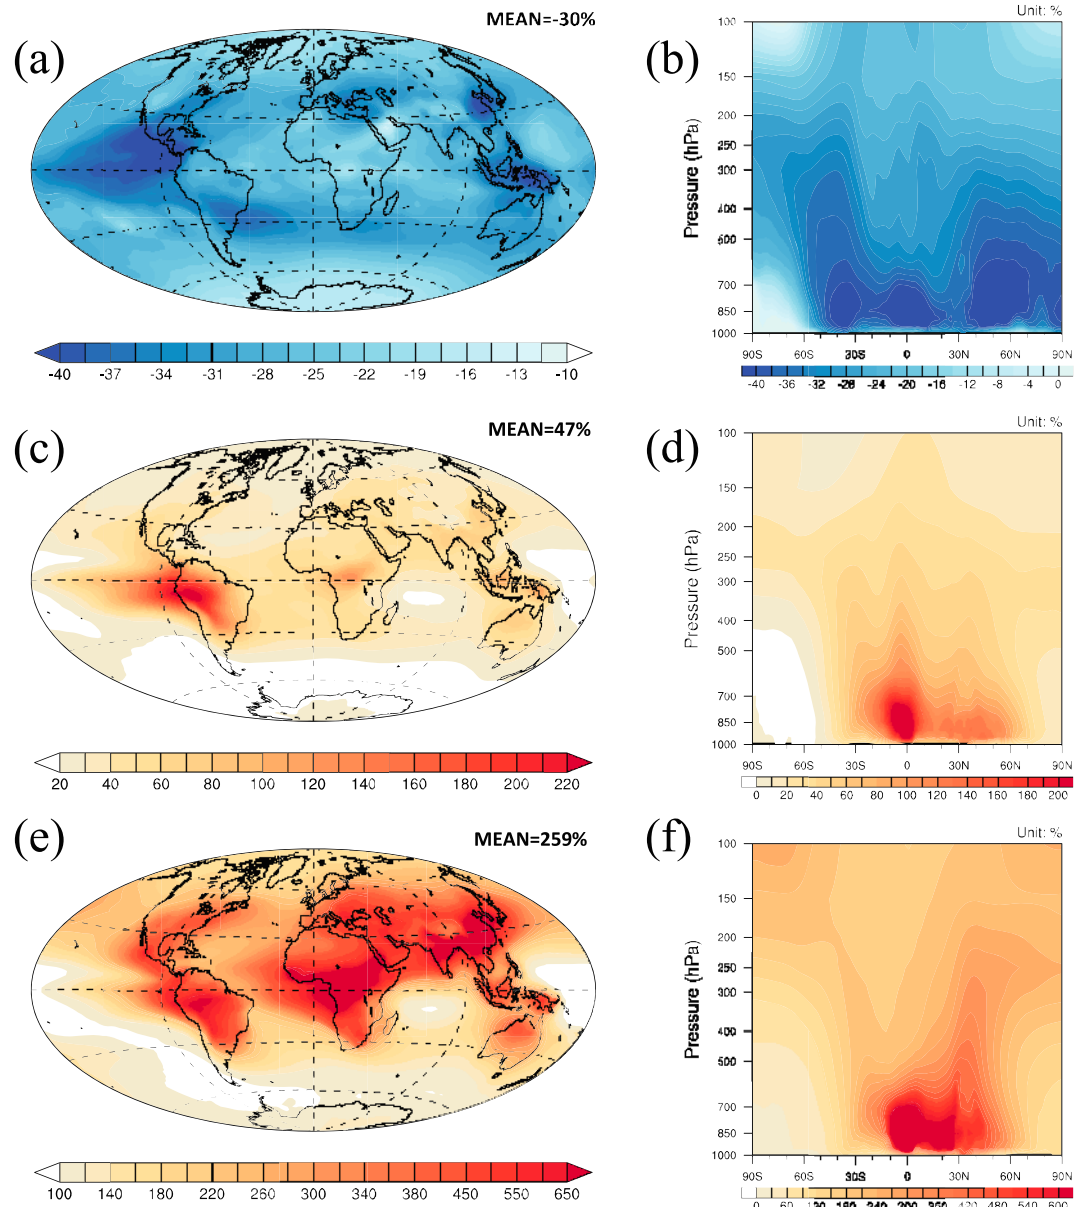 (a)
MEAN=-30%
-40 -37 -34 -31 -28 -25 -22 -19 -16 -13 -10
(b)
Unit: %
Pressure (hPa)
100
150
200
250
300
400
500
700
850
1000
90S 60S 30S 0 30N 60N 90N
-40 -36 -32 -28 -24 -20 -16 -12 -8 -4 0
(c)
MEAN=47%
20 40 60 80 100 120 140 160 180 200 220
(d)
Unit: %
Pressure (hPa)
100
150
200
250
300
400
500
700
850
1000
90S 60S 30S 0 30N 60N 90N
0 20 40 60 80 100 120 140 160 180 200
(e)
MEAN=259%
100 140 180 220 260 300 340 380 450 550 650
(f)
Unit: %
Pressure (hPa)
100
150
200
250
300
400
500
700
850
1000
90S 60S 30S 0 30N 60N 90N
0 60 180 240 420 480 540 600